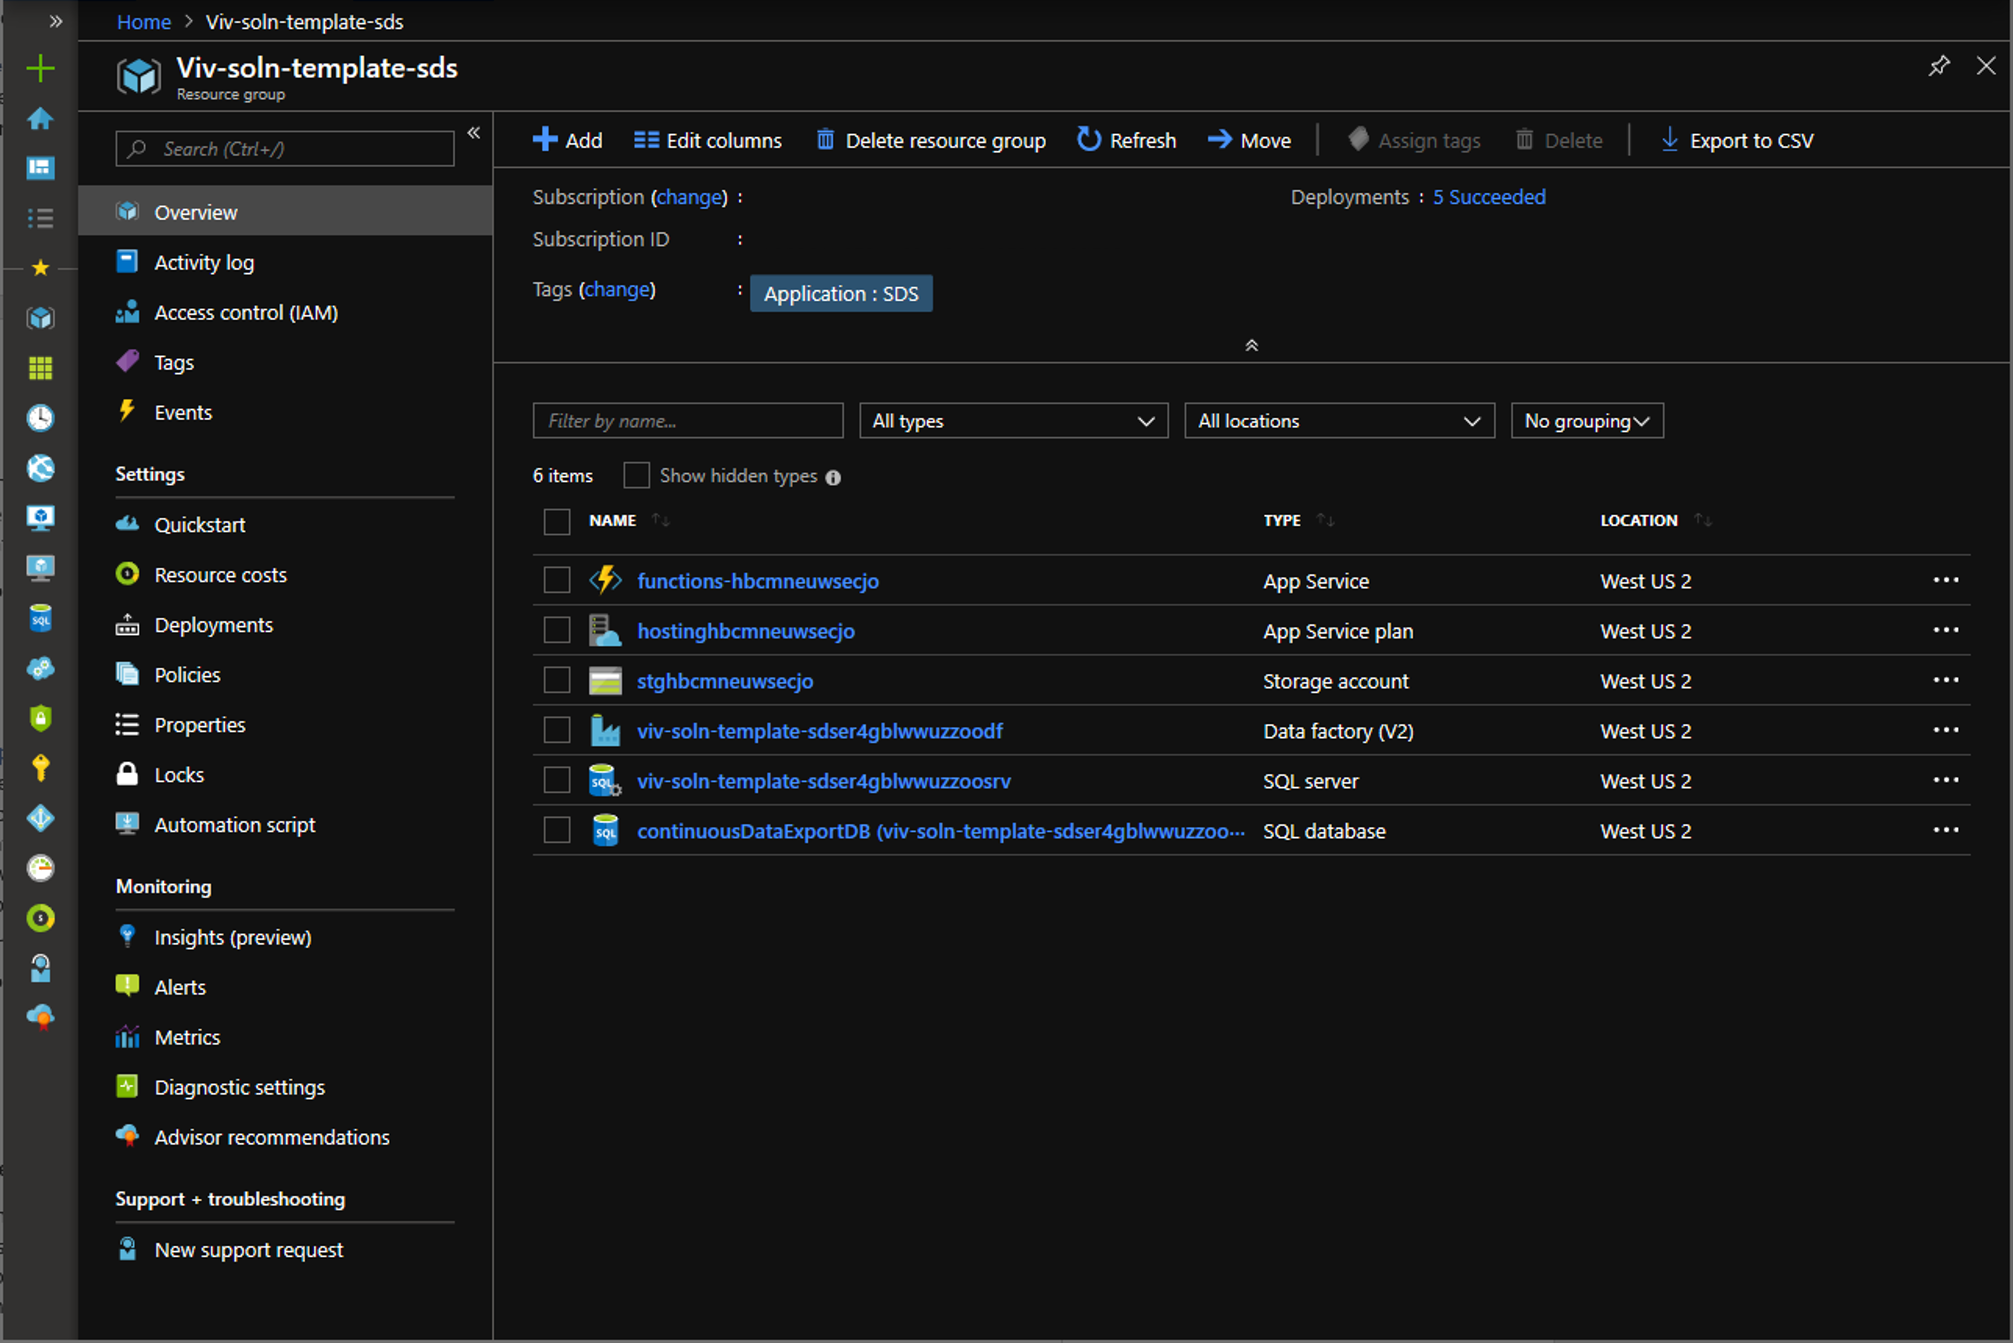 Home > Viv-soln-template-sds
Viv-soln-template-sds
Resource group
Search (Ctrl+/)
Overview
Activity log
Access control (IAM)
Tags
Events
Settings
Quickstart
Resource costs
Deployments
Policies
Properties
Locks
Automation script
Monitoring
Insights (preview)
Alerts
Metrics
Diagnostic settings
Advisor recommendations
Support + troubleshooting
New support request
Add Edit columns Delete resource group Refresh Move Assign tags Delete Export to CSV
Subscription (change) : Deployments : 5 Succeeded
Subscription ID :
Tags (change) : Application : SDS
Filter by name... All types All locations No grouping
6 items Show hidden types
NAME TYPE LOCATION
functions-hbcmneuwsecjo App Service West US 2 ...
hostinghbcmneuwsecjo App Service plan West US 2 ...
stghbcmneuwsecjo Storage account West US 2 ...
viv-soln-template-sdser4gblwwuzzoodf Data factory (V2) West US 2 ...
viv-soln-template-sdser4gblwwuzzoosrv SQL server West US 2 ...
continuousDataExportDB (viv-soln-template-sdser4gblwwuzzoo... SQL database West US 2 ...